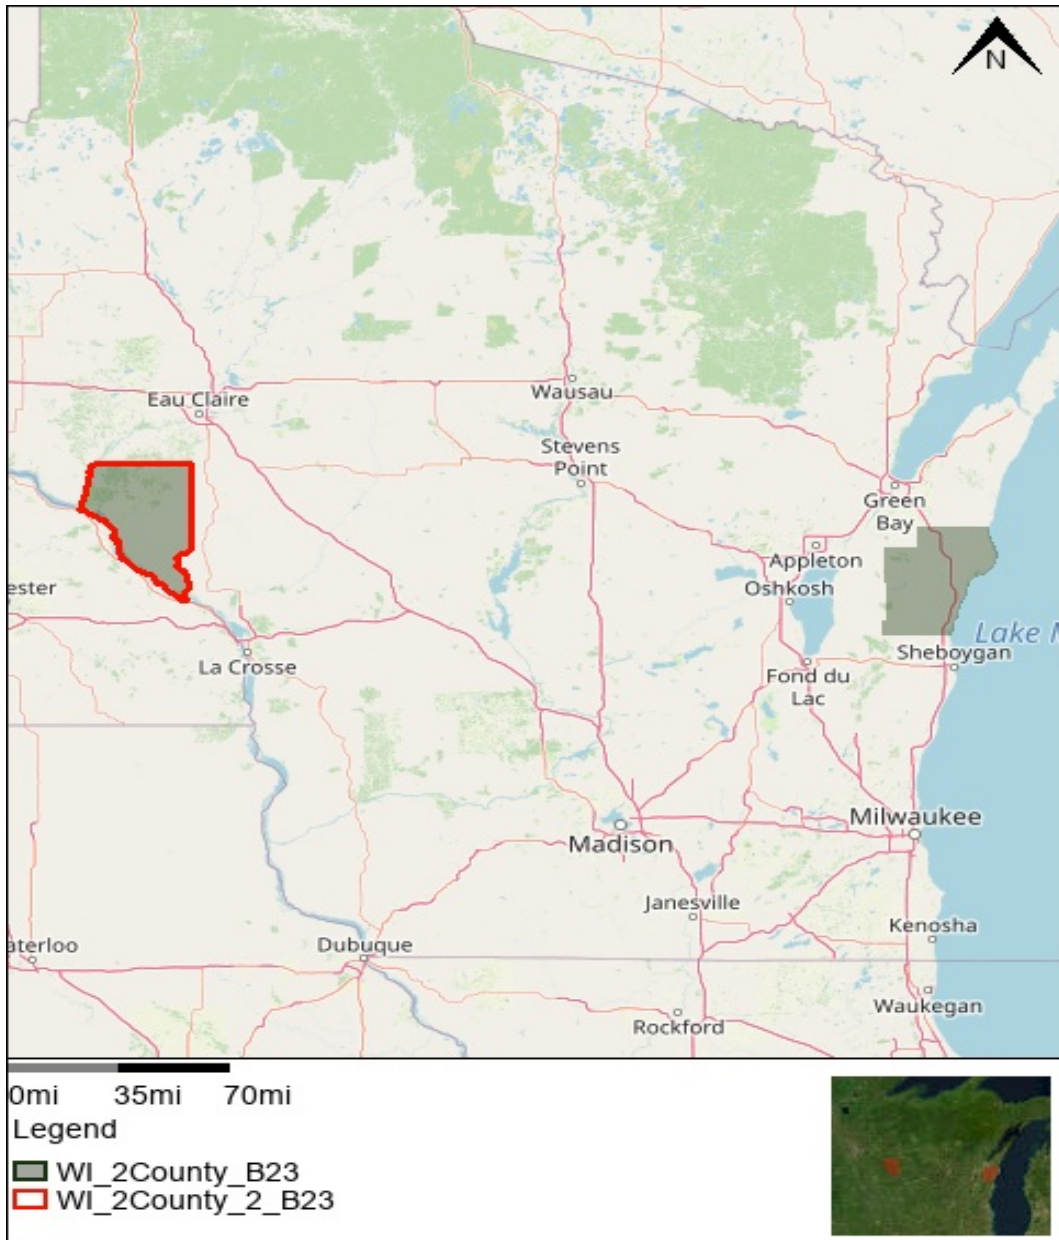 N
Eau Claire
Wausau
Stevens
Point
Green
Bay
Appleton
Oshkosh
ester
Lake M
La Crosse
Sheboygan
Fond du
Lac
Milwaukee
Madison
Janesville
Kenosha
aterloo
Dubuque
Waukegan
Rockford
0mi 35mi 70mi
Legend
WI_2County_B23
WI_2County_2_B23